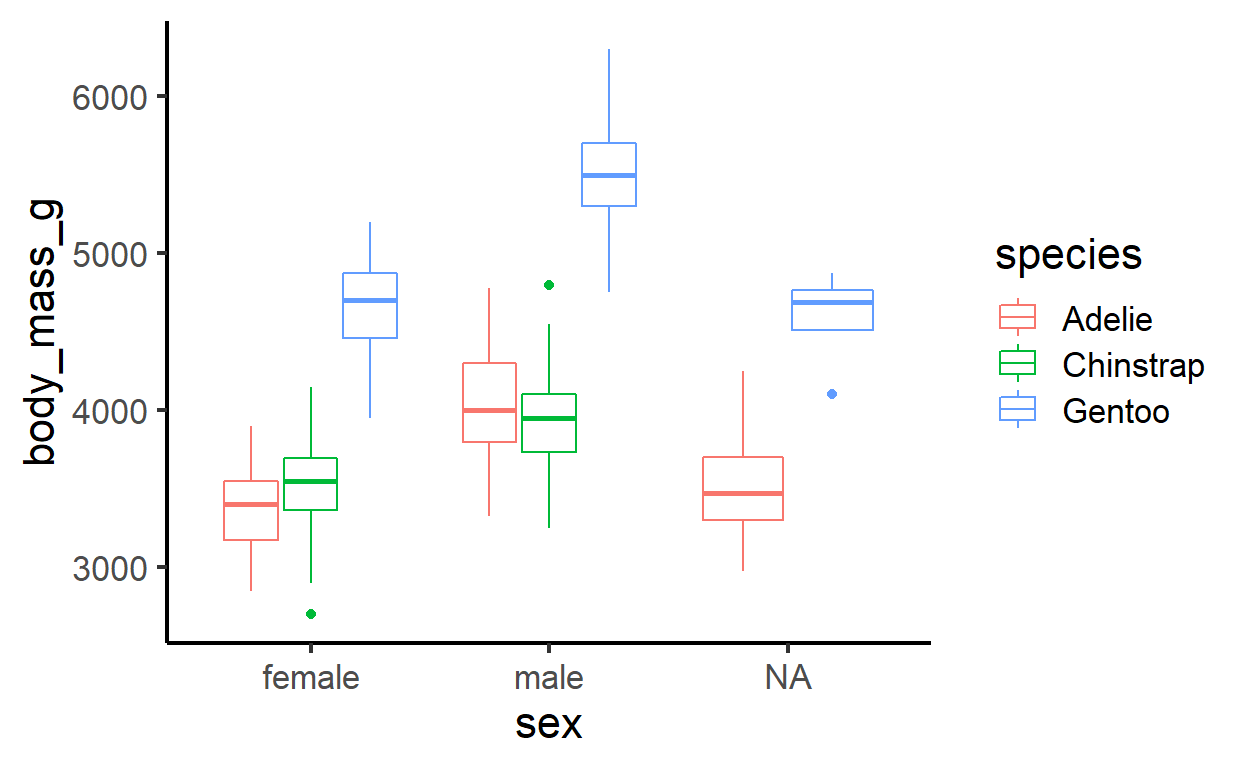 body_mass_g
6000
5000
4000
3000
female male NA
sex
species
Adelie
Chinstrap
Gentoo